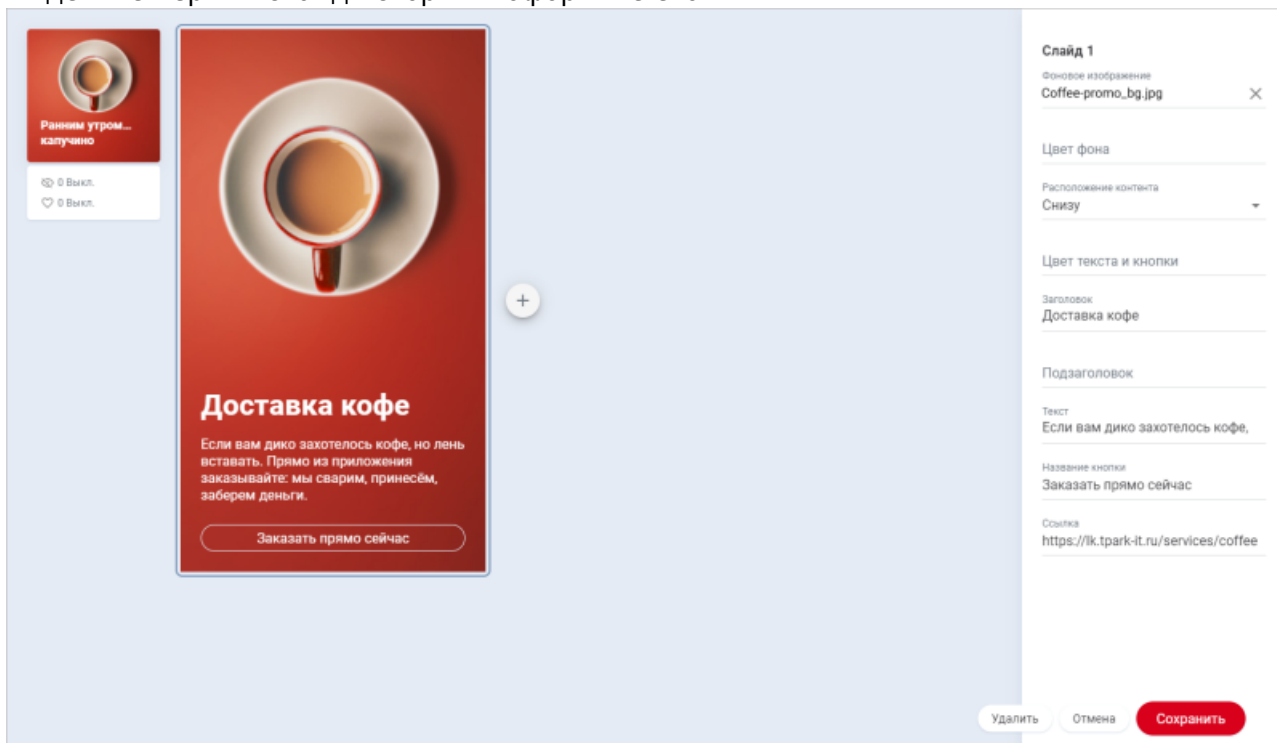 Ранним утром...
капучино
0 Выкл.
0 Выкл.
Доставка кофе
Если вам дико захотелось кофе, но лень
вставать. Прямо из приложения
заказывайте: мы сварим, принесём,
заберем деньги.
Заказать прямо сейчас
Слайд 1
Фоновое изображение
Coffee-promo_bg.jpg
Цвет фона
Расположение контента
Снизу
Цвет текста и кнопки
Заголовок
Доставка кофе
Подзаголовок
Текст
Если вам дико захотелось кофе,
Название кнопки
Заказать прямо сейчас
Ссылка
https://lk.tpark-it.ru/services/coffee
Удалить
Отмена
Сохранить